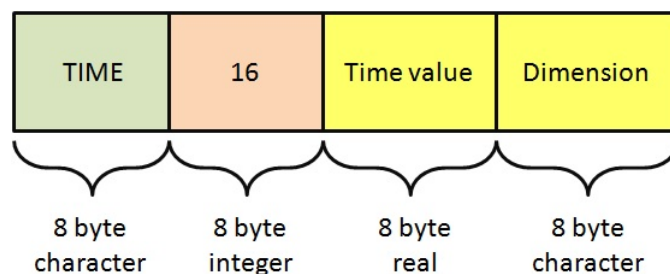 TIME 16 Time value Dimension
8 byte 8 byte 8 byte 8 byte
character integer real character